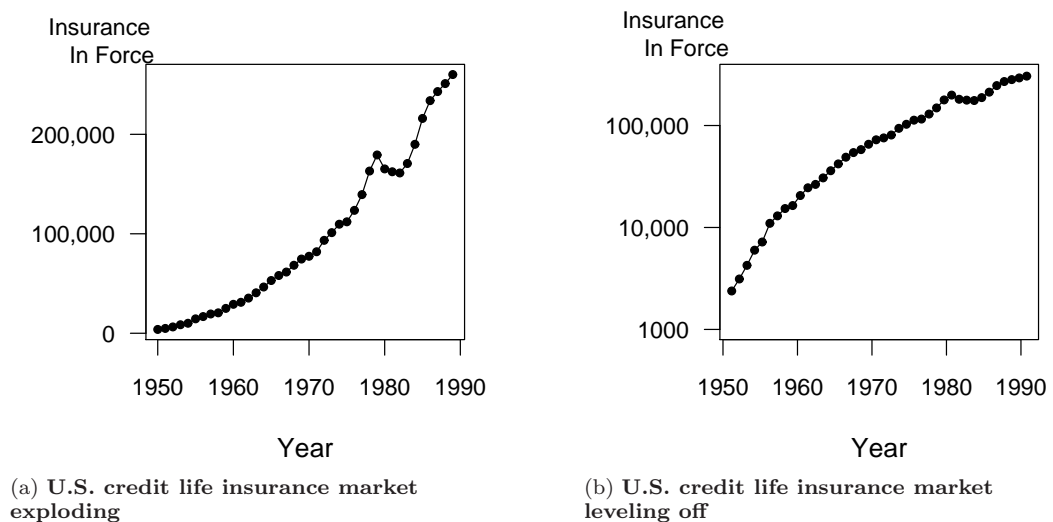 Insurance
In Force
200,000
100,000
0
1950 1960 1970 1980 1990
Year
(a) U.S. credit life insurance market
exploding
Insurance
In Force
100,000
10,000
1000
1950 1960 1970 1980 1990
Year
(b) U.S. credit life insurance market
leveling off